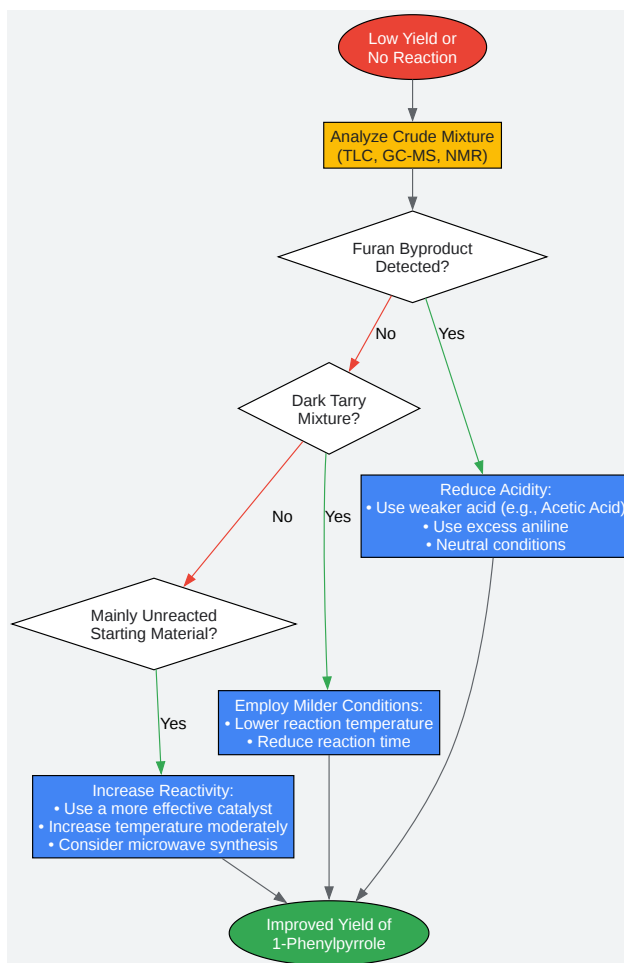 Low Yield or
No Reaction
Analyze Crude Mixture
(TLC, GC-MS, NMR)
Furan Byproduct
Detected?
No
Yes
Dark Tarry
Mixture?
Reduce Acidity:
• Use weaker acid (e.g., Acetic Acid)
• Use excess aniline
• Neutral conditions
No
Yes
Mainly Unreacted
Starting Material?
Yes
Employ Milder Conditions:
• Lower reaction temperature
• Reduce reaction time
Increase Reactivity:
• Use a more effective catalyst
• Increase temperature moderately
• Consider microwave synthesis
Improved Yield of
1-Phenylpyrrole